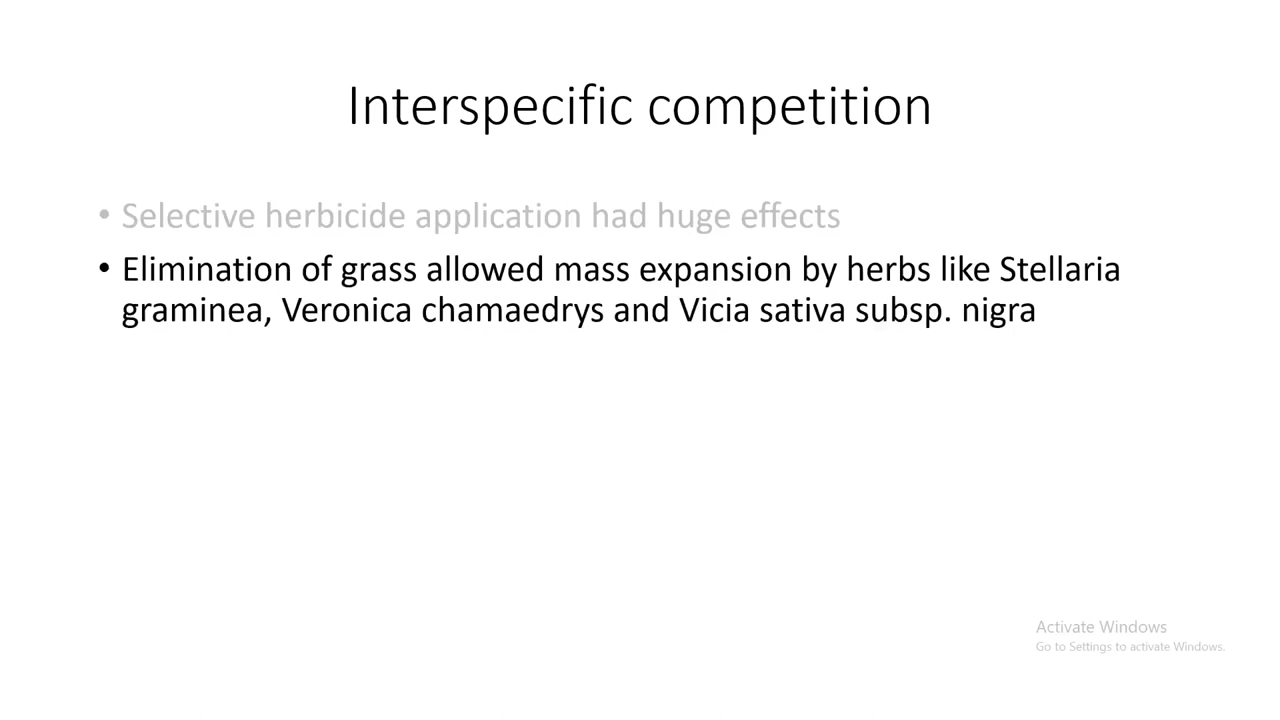 Interspecific competition
• Selective herbicide application had huge effects
• Elimination of grass allowed mass expansion by herbs like Stellaria
graminea, Veronica chamaedrys and Vicia sativa subsp. nigra
Activate Windows
Go to Settings to activate Windows.